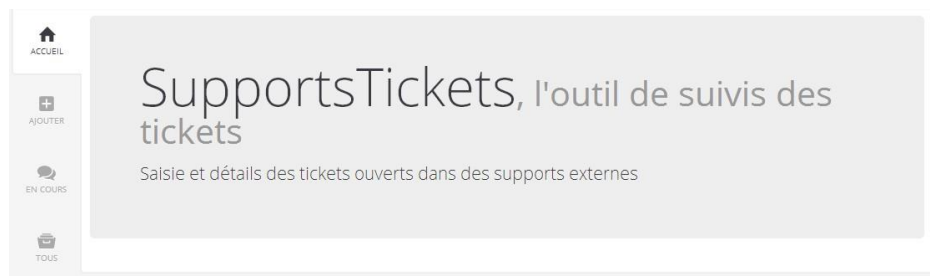 ACCUEIL
AJOUTER
EN COURS
TOUS
SupportsTickets, l'outil de suivis des
tickets
Saisie et détails des tickets ouverts dans des supports externes